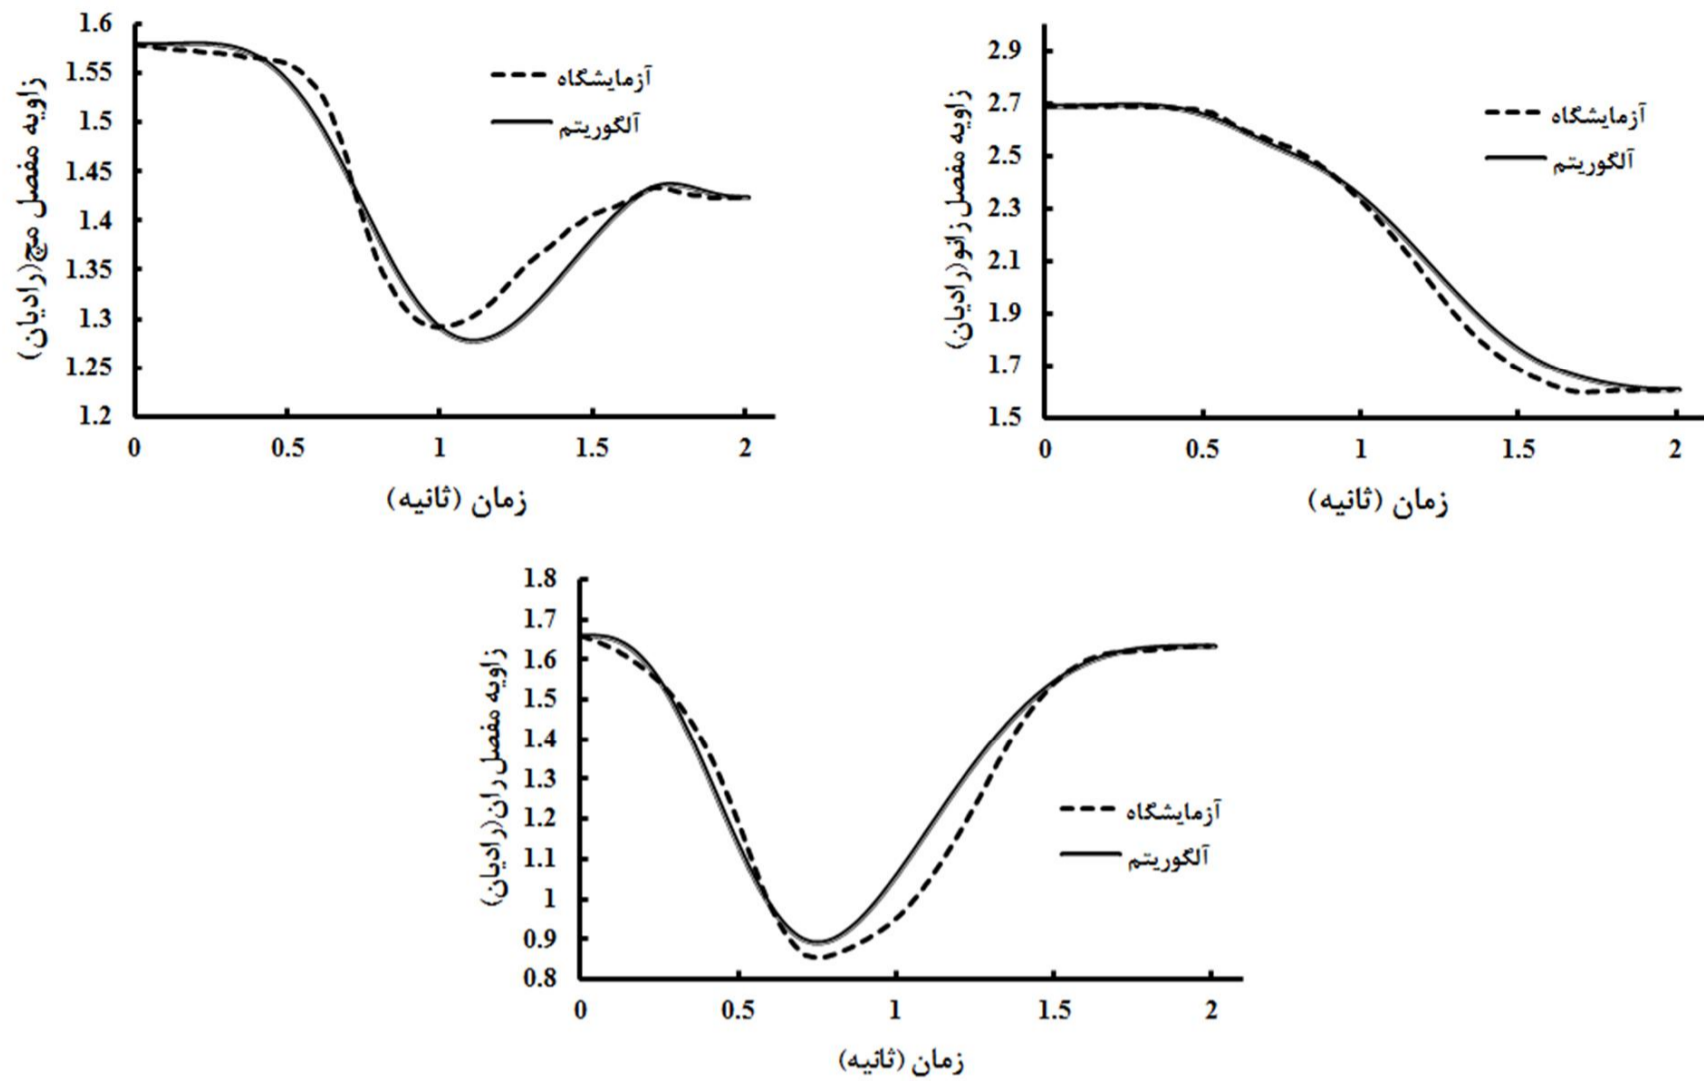 زاویه مفصل مچ(رادیان)
1.6
1.55
1.5
1.45
1.4
1.35
1.3
1.25
1.2
0 0.5 1 1.5 2
آزمایشگاه
آلگوریتم
زمان (ثانیه)
زاویه مفصل زانو(رادیان)
2.9
2.7
2.5
2.3
2.1
1.9
1.7
1.5
0 0.5 1 1.5 2
آزمایشگاه
آلگوریتم
زمان (ثانیه)
زاویه مفصل ران(رادیان)
1.8
1.7
1.6
1.5
1.4
1.3
1.2
1.1
1
0.9
0.8
0 0.5 1 1.5 2
آزمایشگاه
آلگوریتم
زمان (ثانیه)